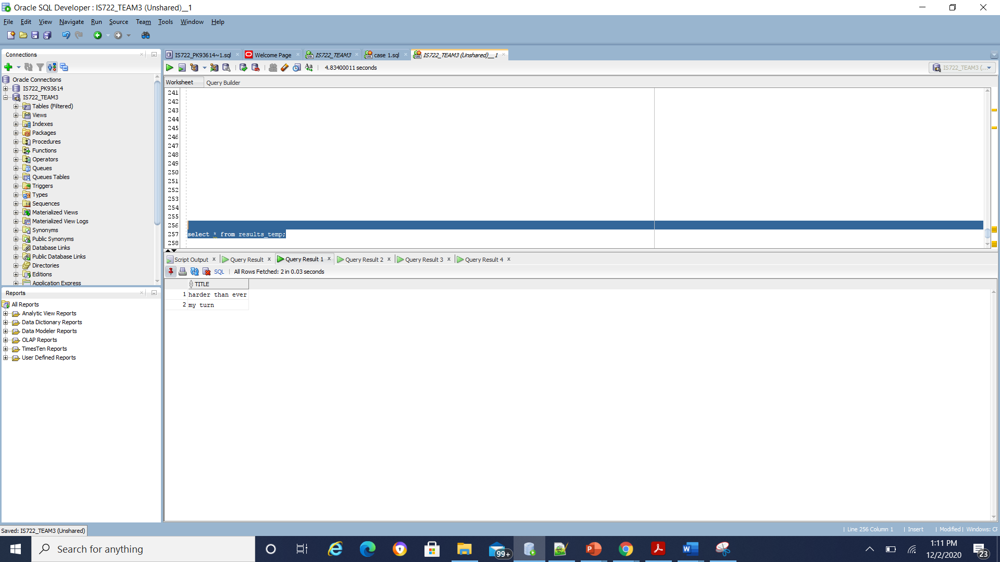 Oracle SQL Developer : IS722_TEAM3 (Unshared)__1
File Edit View Navigate Run Source Team Tools Window Help
Connections
Oracle Connections
IS722_PK93614
IS722_TEAM3
Tables (Filtered)
Views
Indexes
Packages
Procedures
Functions
Operators
Queues
Queues Tables
Triggers
Types
Sequences
Materialized Views
Materialized View Logs
Synonyms
Public Synonyms
Database Links
Public Database Links
Directories
Editions
Application Express
Reports
All Reports
Analytic View Reports
Data Dictionary Reports
Data Modeler Reports
OLAP Reports
TimesTen Reports
User Defined Reports
IS722_PK93614~1.sql Welcome Page IS722_TEAM3 case 1.sql IS722_TEAM3 (Unshared)__1
4.83400011 seconds IS722_TEAM3 (...
Worksheet Query Builder
241
242
243
244
245
246
247
248
249
250
251
252
253
254
255
256
257 select * from results_temp;
258
Script Output Query Result Query Result 1 Query Result 2 Query Result 3 Query Result 4
SQL All Rows Fetched: 2 in 0.03 seconds
TITLE
1 harder than ever
2 my turn
Saved: IS722_TEAM3 (Unshared)
Line 256 Column 1 Insert Modified Windows: CF
Search for anything
99+
1:11 PM
12/2/2020
23